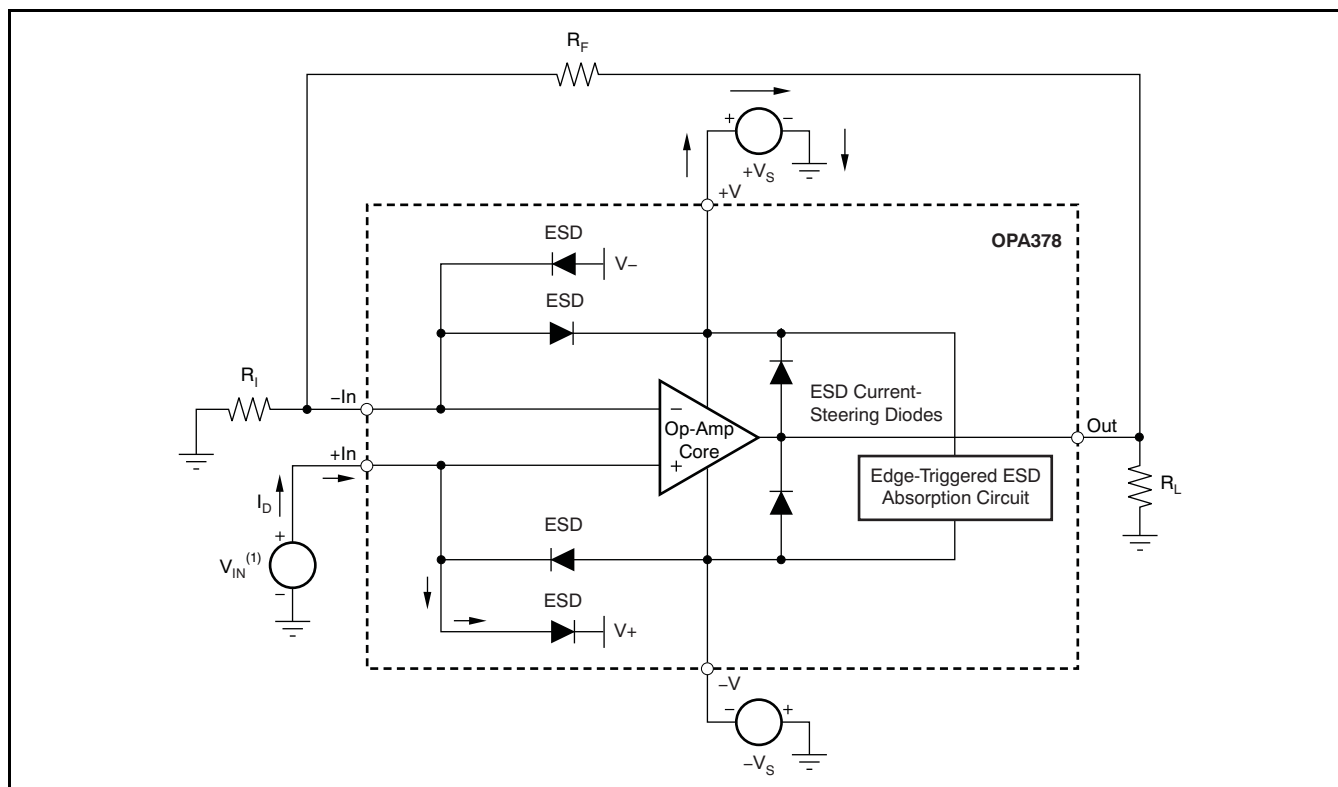 R_F
+ −
+V_S
+V
OPA378
ESD
V−
ESD
R_I
−In
−
Op-Amp
Core
+
ESD Current-
Steering Diodes
Out
+In
Edge-Triggered ESD
Absorption Circuit
R_L
I_D
+
V_IN^(1)
−
ESD
ESD
V+
−V
− +
−V_S